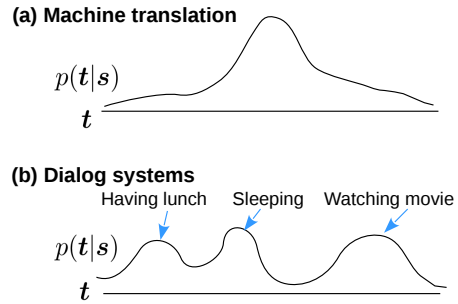 (a) Machine translation
p(t|s)
t
(b) Dialog systems
Having lunch Sleeping Watching movie
p(t|s)
t